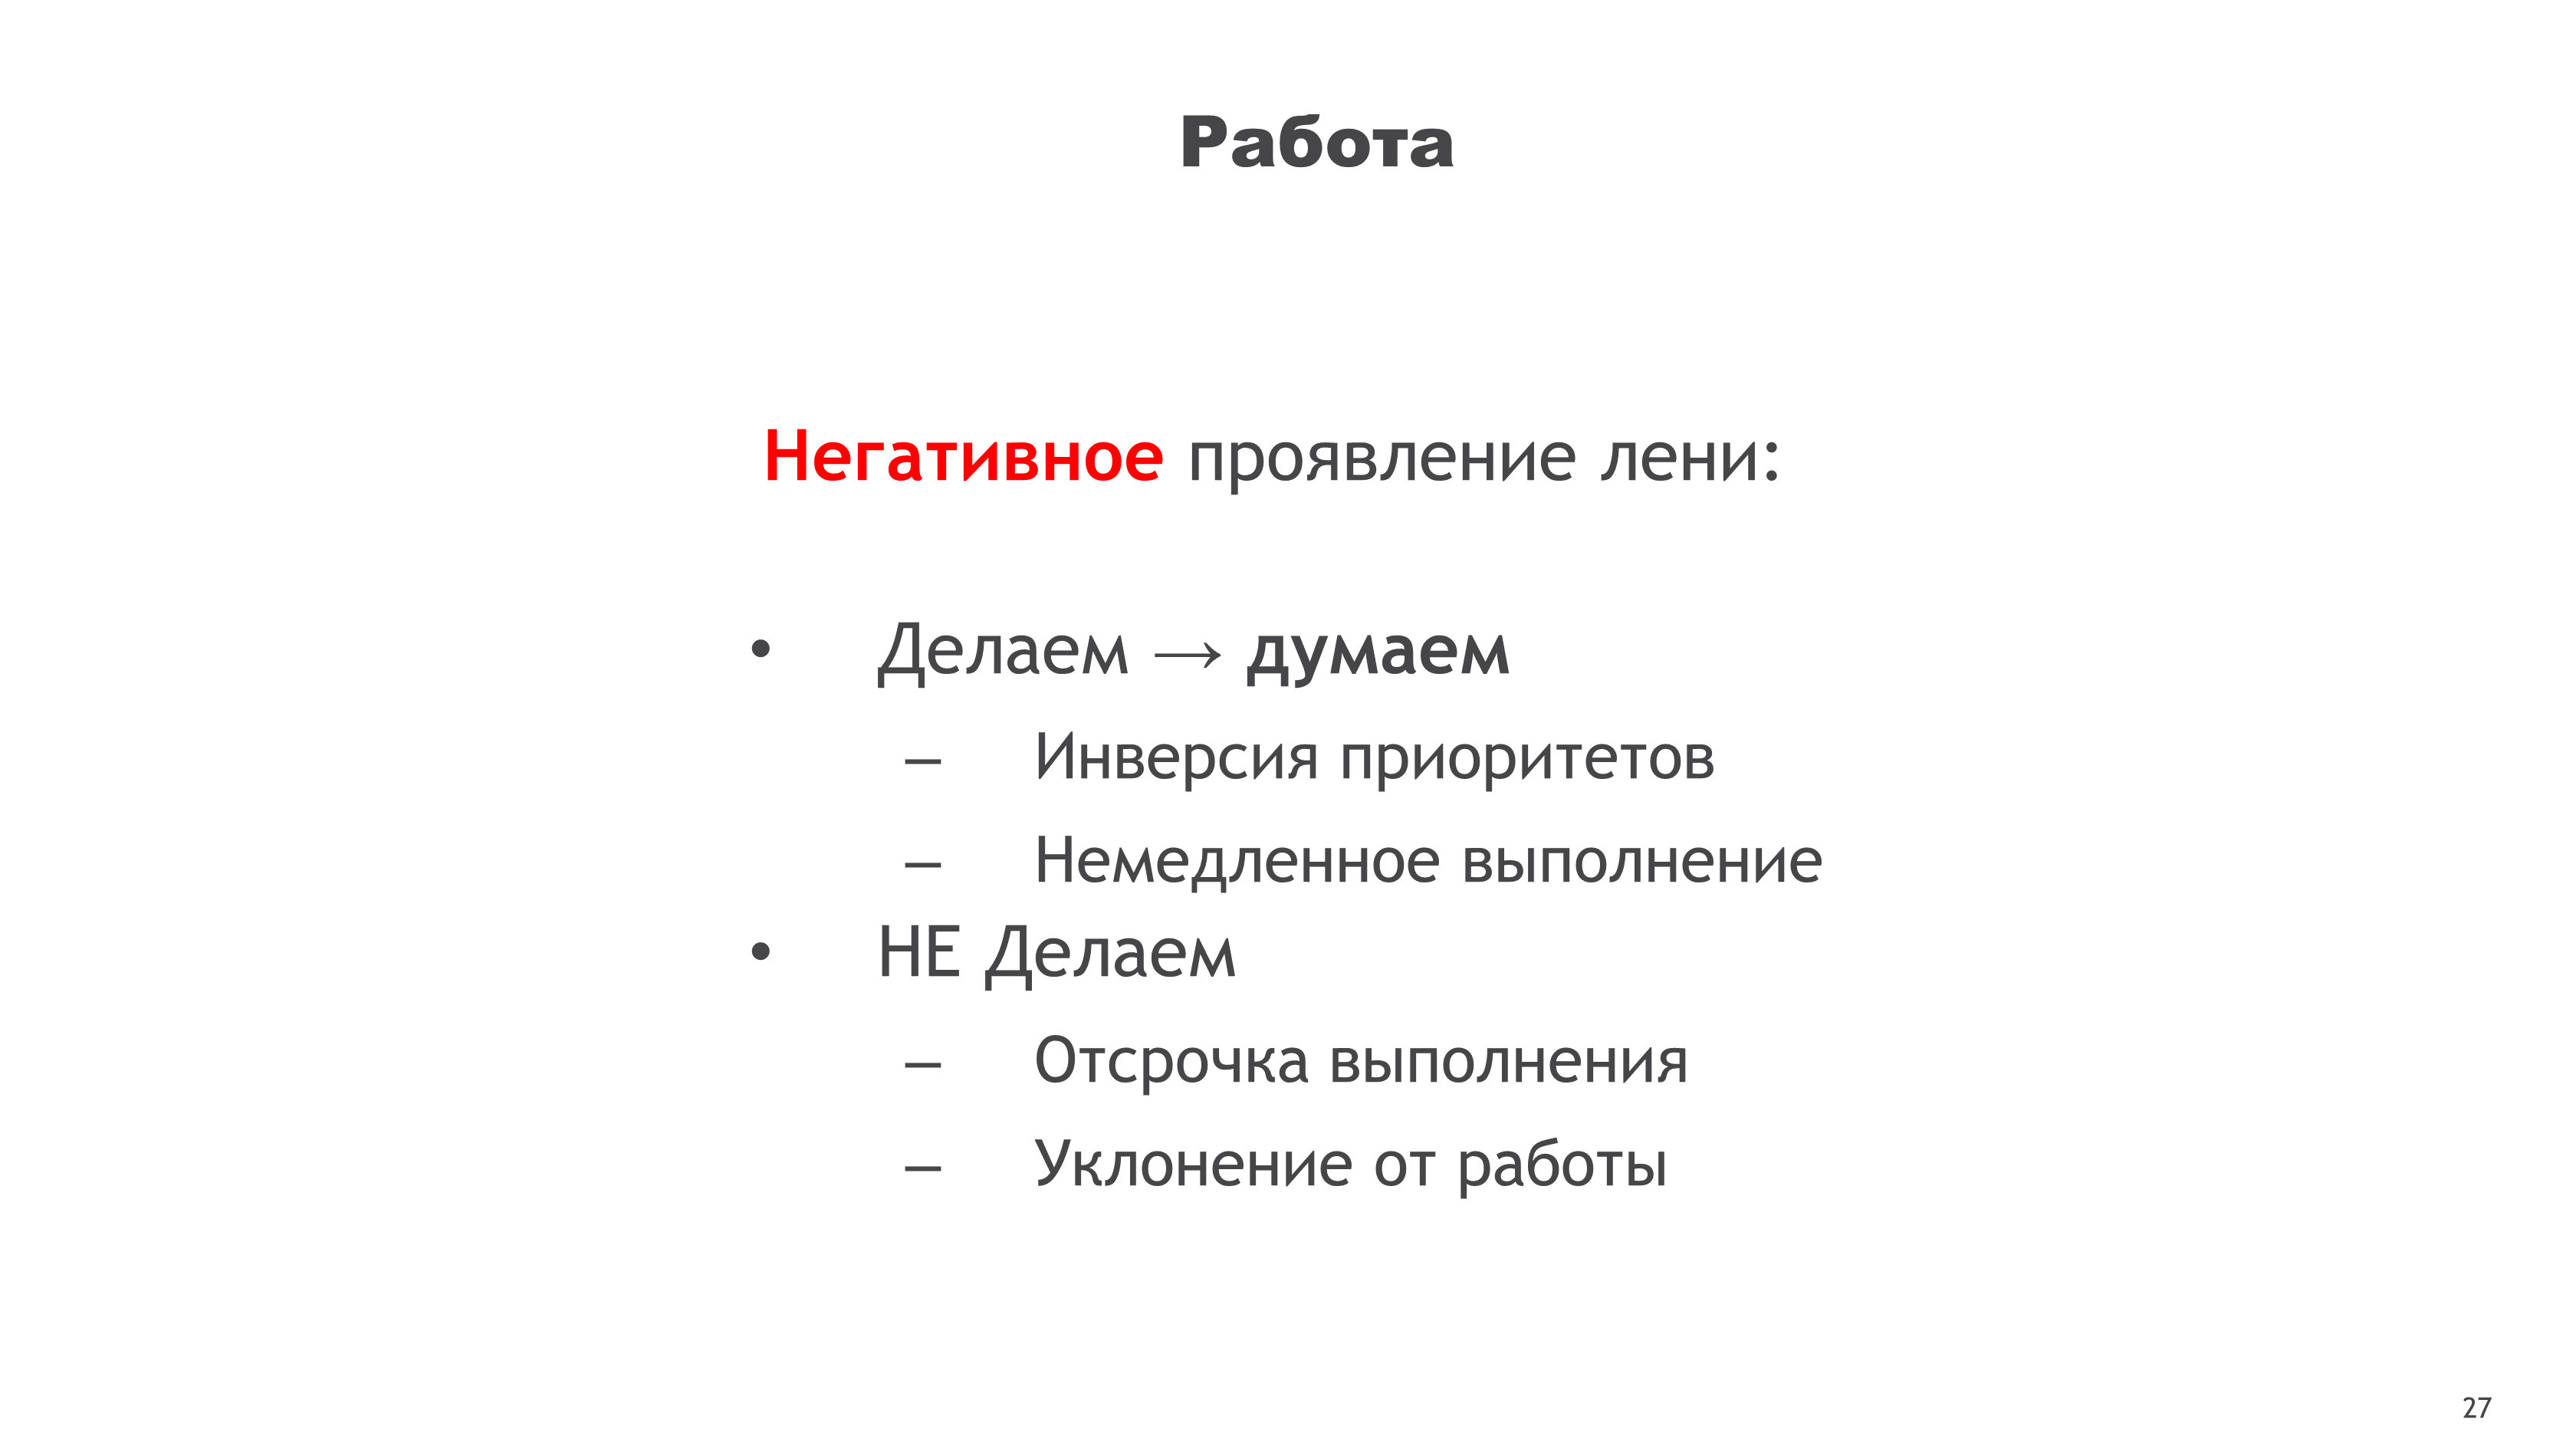 Работа
Негативное проявление лени:
• Делаем → думаем
– Инверсия приоритетов
– Немедленное выполнение
• НЕ Делаем
– Отсрочка выполнения
– Уклонение от работы
27